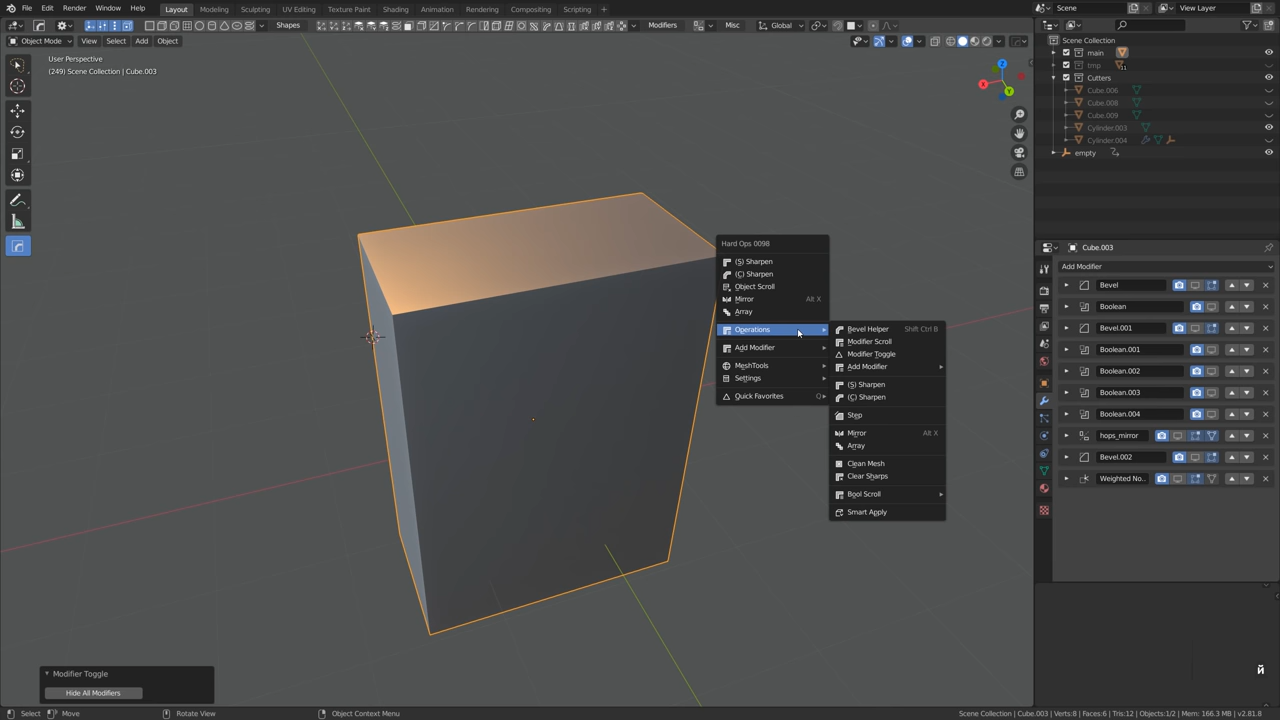 File Edit Render Window Help
Layout Modeling Sculpting UV Editing Texture Paint Shading Animation Rendering Compositing Scripting
Scene
View Layer
Shapes
Modifiers
Misc
Global
Object Mode View Select Add Object
User Perspective
(249) Scene Collection | Cube.003
Z
X
Y
Hard Ops 0098
(S) Sharpen
(C) Sharpen
Object Scroll
Mirror Alt X
Array
Operations
Add Modifier
MeshTools
Settings
Quick Favorites Q
Bevel Helper Shift Ctrl B
Modifier Scroll
Modifier Toggle
Add Modifier
(S) Sharpen
(C) Sharpen
Step
Mirror Alt X
Array
Clean Mesh
Clear Sharps
Bool Scroll
Smart Apply
Scene Collection
main
tmp 11
Cutters
Cube.006
Cube.008
Cube.009
Cylinder.003
Cylinder.004
empty
Cube.003
Add Modifier
Bevel
Boolean
Bevel.001
Boolean.001
Boolean.002
Boolean.003
Boolean.004
hops_mirror
Bevel.002
Weighted No..
Modifier Toggle
Hide All Modifiers
й
Select Move Rotate View Object Context Menu
Scene Collection | Cube.003 | Verts:8 | Faces:6 | Tris:12 | Objects:1/2 | Mem: 166.3 MB | v2.81.8